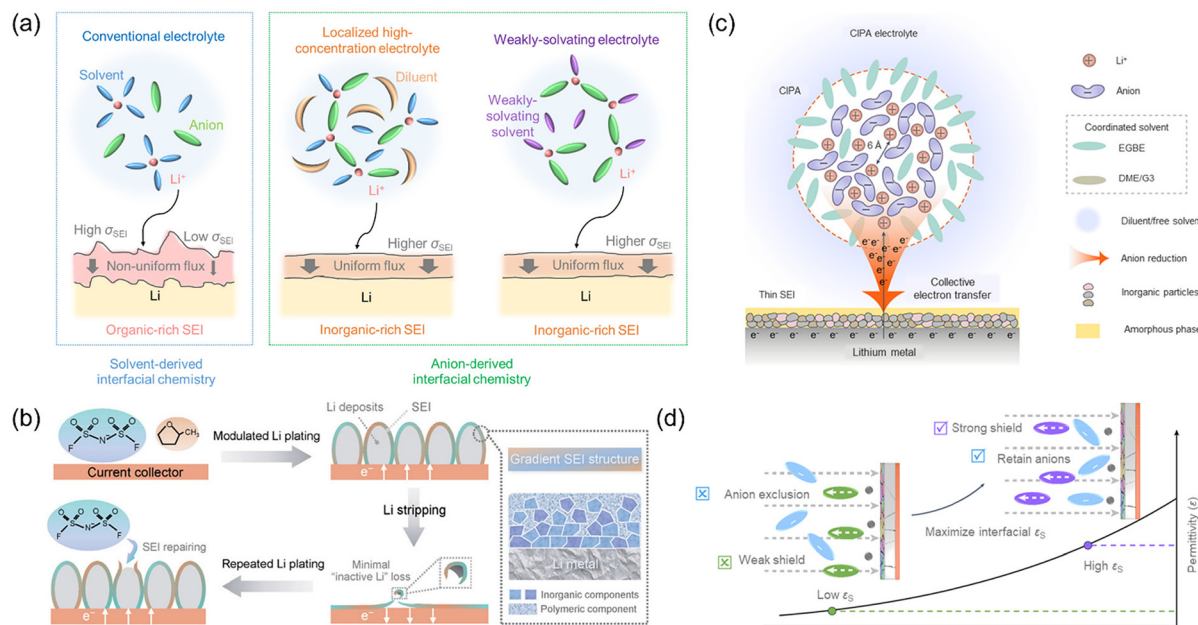 (a)
Conventional electrolyte
Solvent
Anion
Li⁺
High σSEI
Low σSEI
Non-uniform flux
Li
Organic-rich SEI
Solvent-derived
interfacial chemistry
Localized high-
concentration electrolyte
Diluent
Li⁺
Higher σSEI
Uniform flux
Li
Inorganic-rich SEI
Weakly-solvating electrolyte
Weakly-
solvating
solvent
Li⁺
Higher σSEI
Uniform flux
Li
Inorganic-rich SEI
Anion-derived
interfacial chemistry
(b)
O O O O
F S N⁻ S F
O CH₃
Current collector
Modulated Li plating
Li deposits
SEI
e⁻
Li stripping
Minimal
"inactive Li" loss
e⁻
Repeated Li plating
O O O O
F S N⁻ S F
SEI repairing
e⁻
Gradient SEI structure
Li metal
Inorganic components
Polymeric component
(c)
CIPA electrolyte
CIPA
6 Å
e⁻ e⁻
e⁻ e⁻ e⁻
e⁻ e⁻
e⁻
Collective
electron transfer
Thin SEI
e⁻ e⁻ e⁻ e⁻ e⁻ e⁻ e⁻ e⁻
Lithium metal
Li⁺
Anion
Coordinated solvent
EGBE
DME/G3
Diluent/free solvent
Anion reduction
Inorganic particles
Amorphous phase
(d)
Strong shield
Retain anions
Anion exclusion
Maximize interfacial εS
Weak shield
High εS
Low εS
Permittivity (ε)